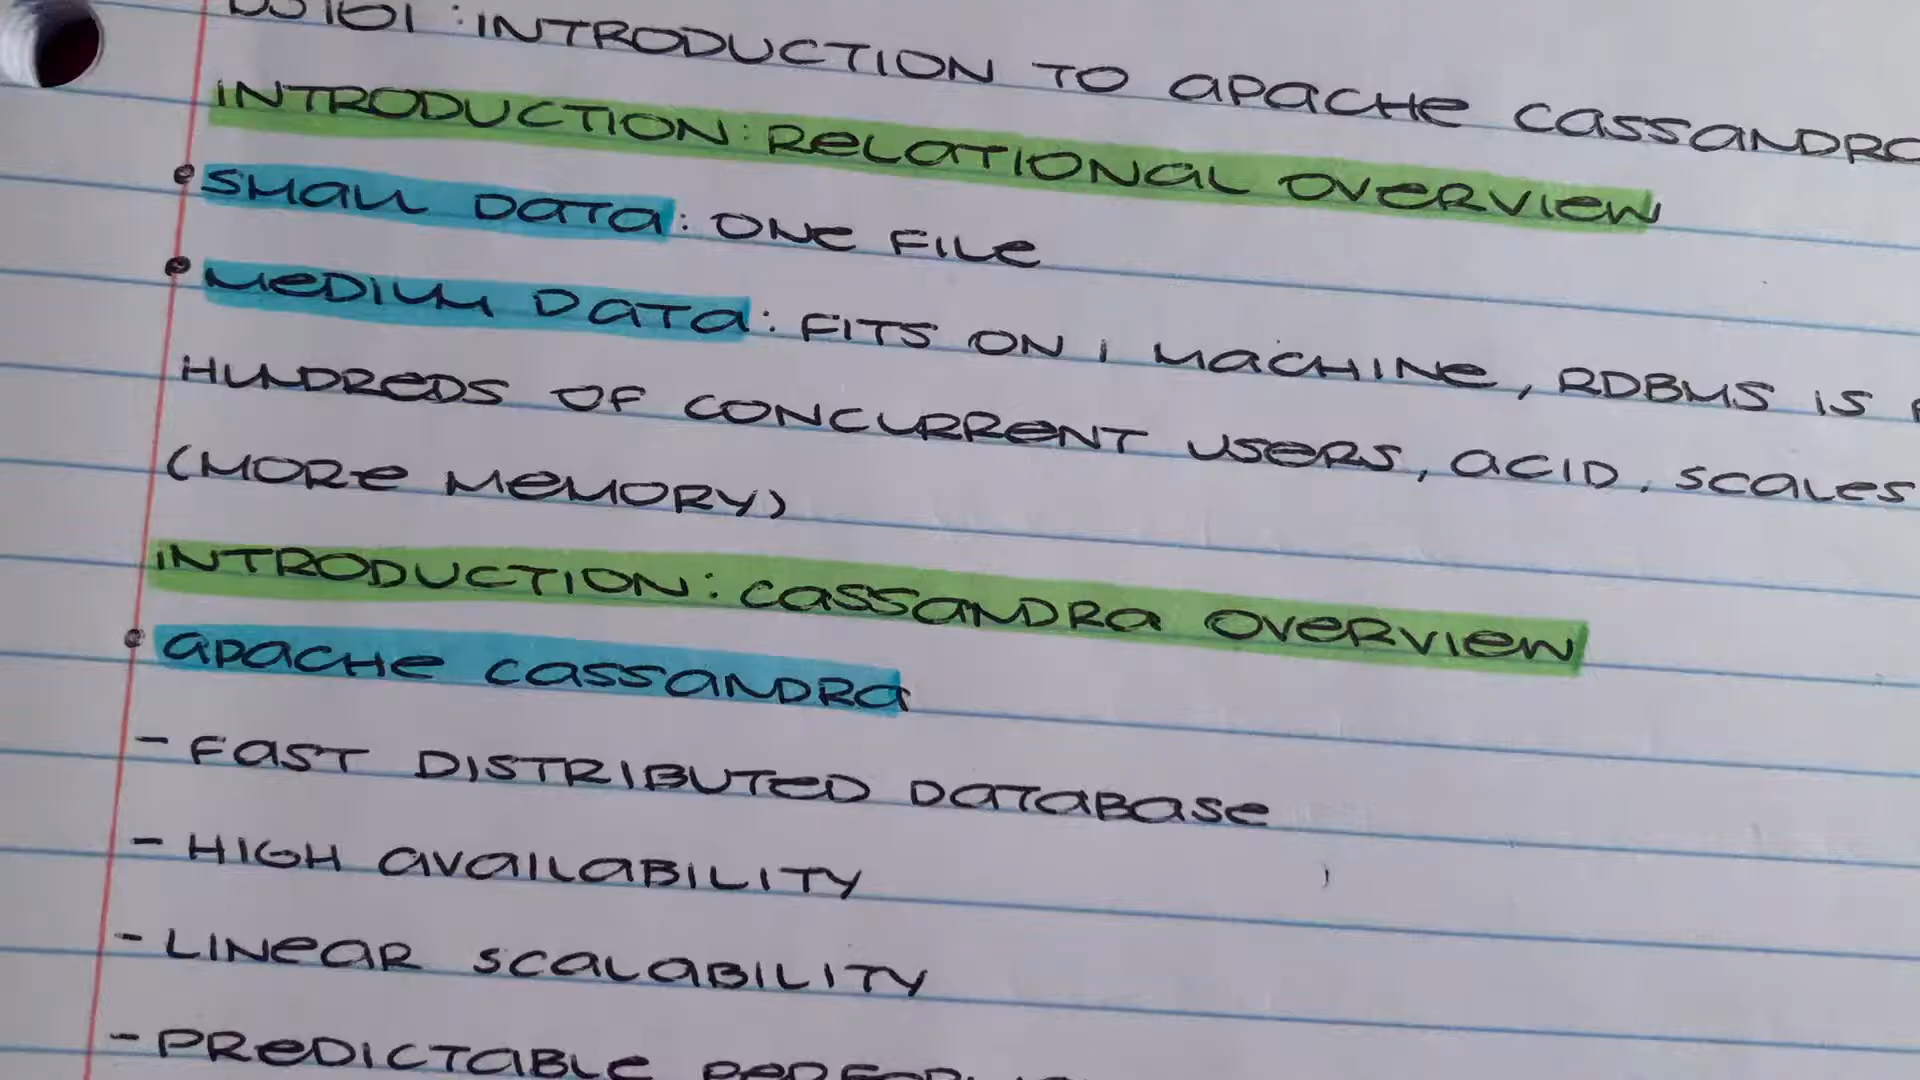 DS101: INTRODUCTION TO APACHE CASSANDRA
INTRODUCTION: RELATIONAL OVERVIEW
• SMALL DATA: ONE FILE
• MEDIUM DATA: FITS ON 1 MACHINE, RDBMS IS
HUNDREDS OF CONCURRENT USERS, ACID, SCALES
(MORE MEMORY)
INTRODUCTION: CASSANDRA OVERVIEW
• APACHE CASSANDRA
- FAST DISTRIBUTED DATABASE
- HIGH AVAILABILITY
- LINEAR SCALABILITY
- PREDICTABLE